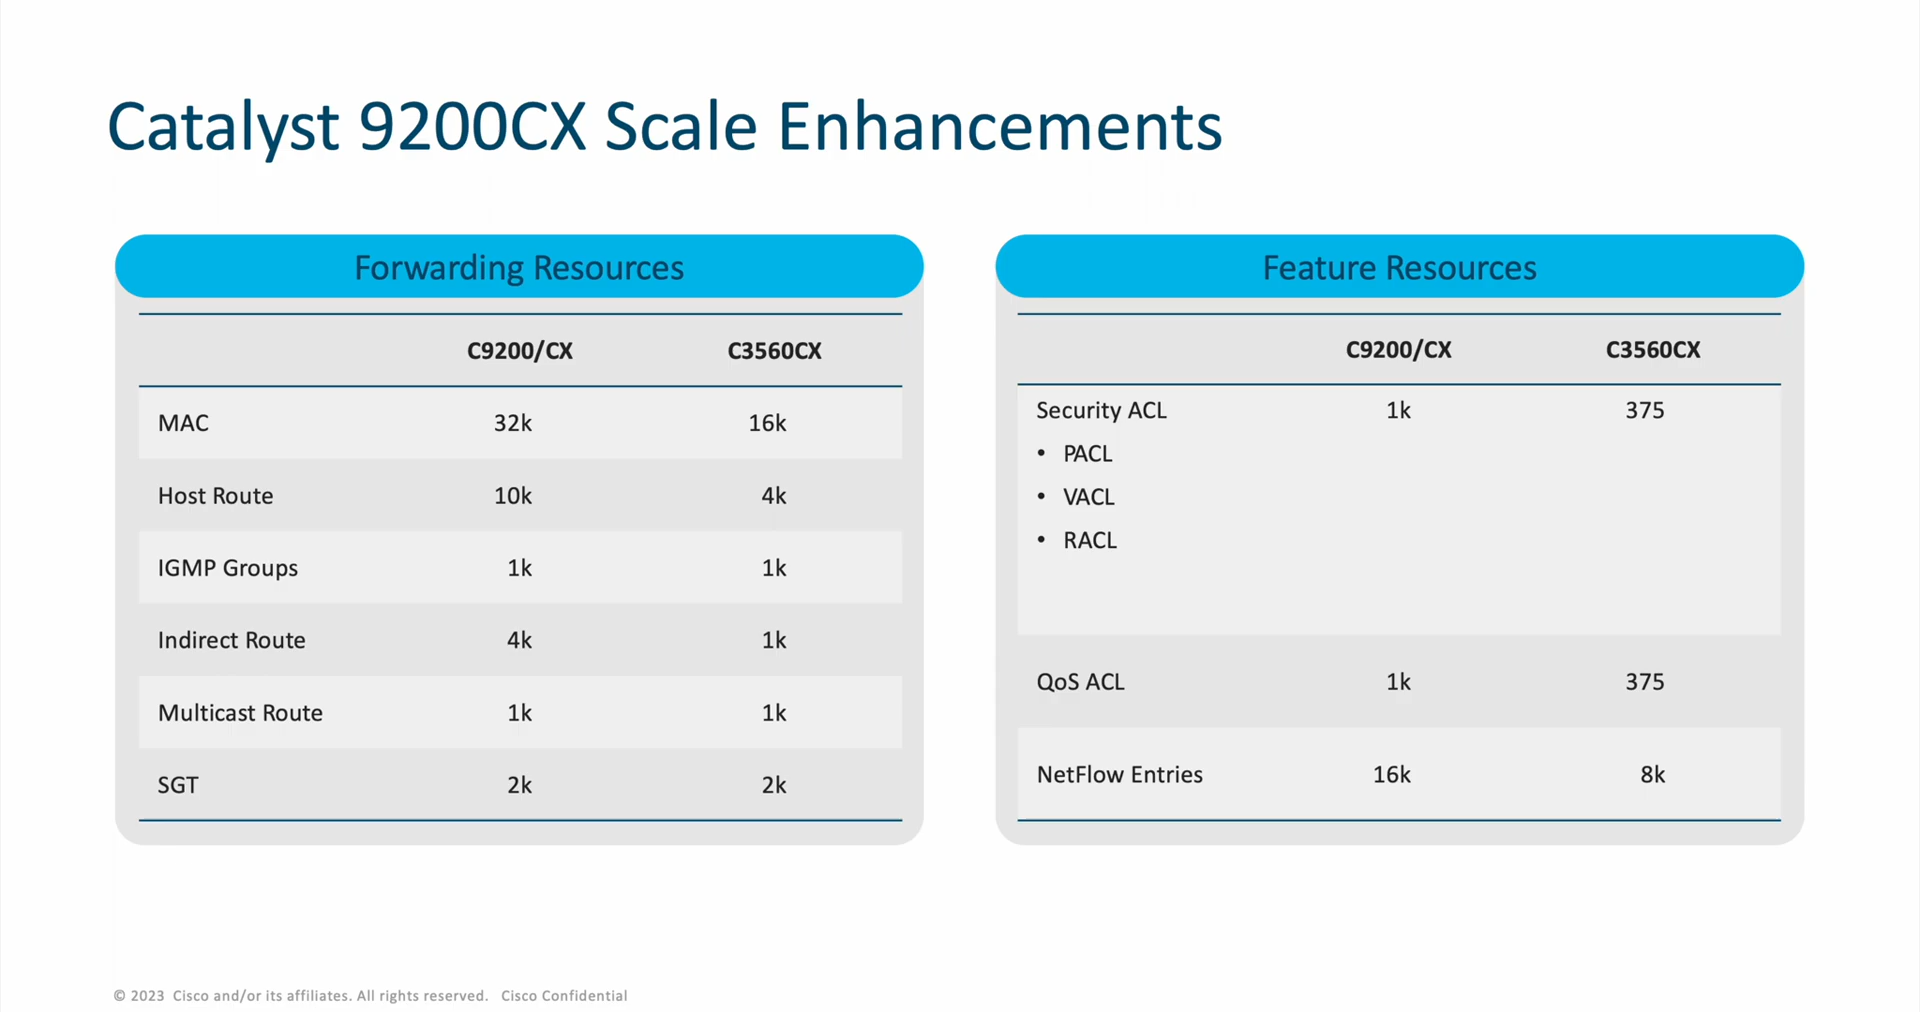 Catalyst 9200CX Scale Enhancements
Forwarding Resources
C9200/CX C3560CX
MAC 32k 16k
Host Route 10k 4k
IGMP Groups 1k 1k
Indirect Route 4k 1k
Multicast Route 1k 1k
SGT 2k 2k
Feature Resources
C9200/CX C3560CX
Security ACL 1k 375
• PACL
• VACL
• RACL
QoS ACL 1k 375
NetFlow Entries 16k 8k
© 2023 Cisco and/or its affiliates. All rights reserved. Cisco Confidential